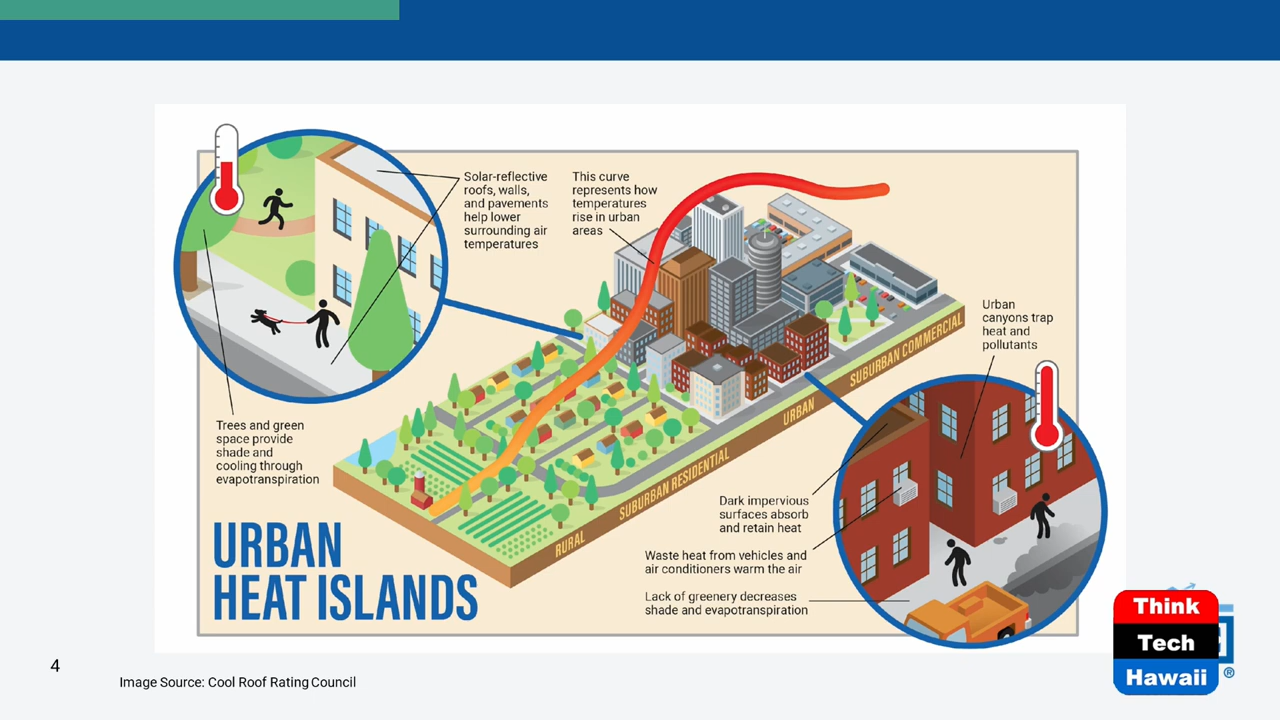 Solar-reflective
roofs, walls,
and pavements
help lower
surrounding air
temperatures
This curve
represents how
temperatures
rise in urban
areas
Urban
canyons trap
heat and
pollutants
Trees and green
space provide
shade and
cooling through
evapotranspiration
RURAL
SUBURBAN RESIDENTIAL
URBAN
SUBURBAN COMMERCIAL
Dark impervious
surfaces absorb
and retain heat
Waste heat from vehicles and
air conditioners warm the air
Lack of greenery decreases
shade and evapotranspiration
URBAN
HEAT ISLANDS
4
Image Source: Cool Roof Rating Council
Think
Tech
Hawaii
®